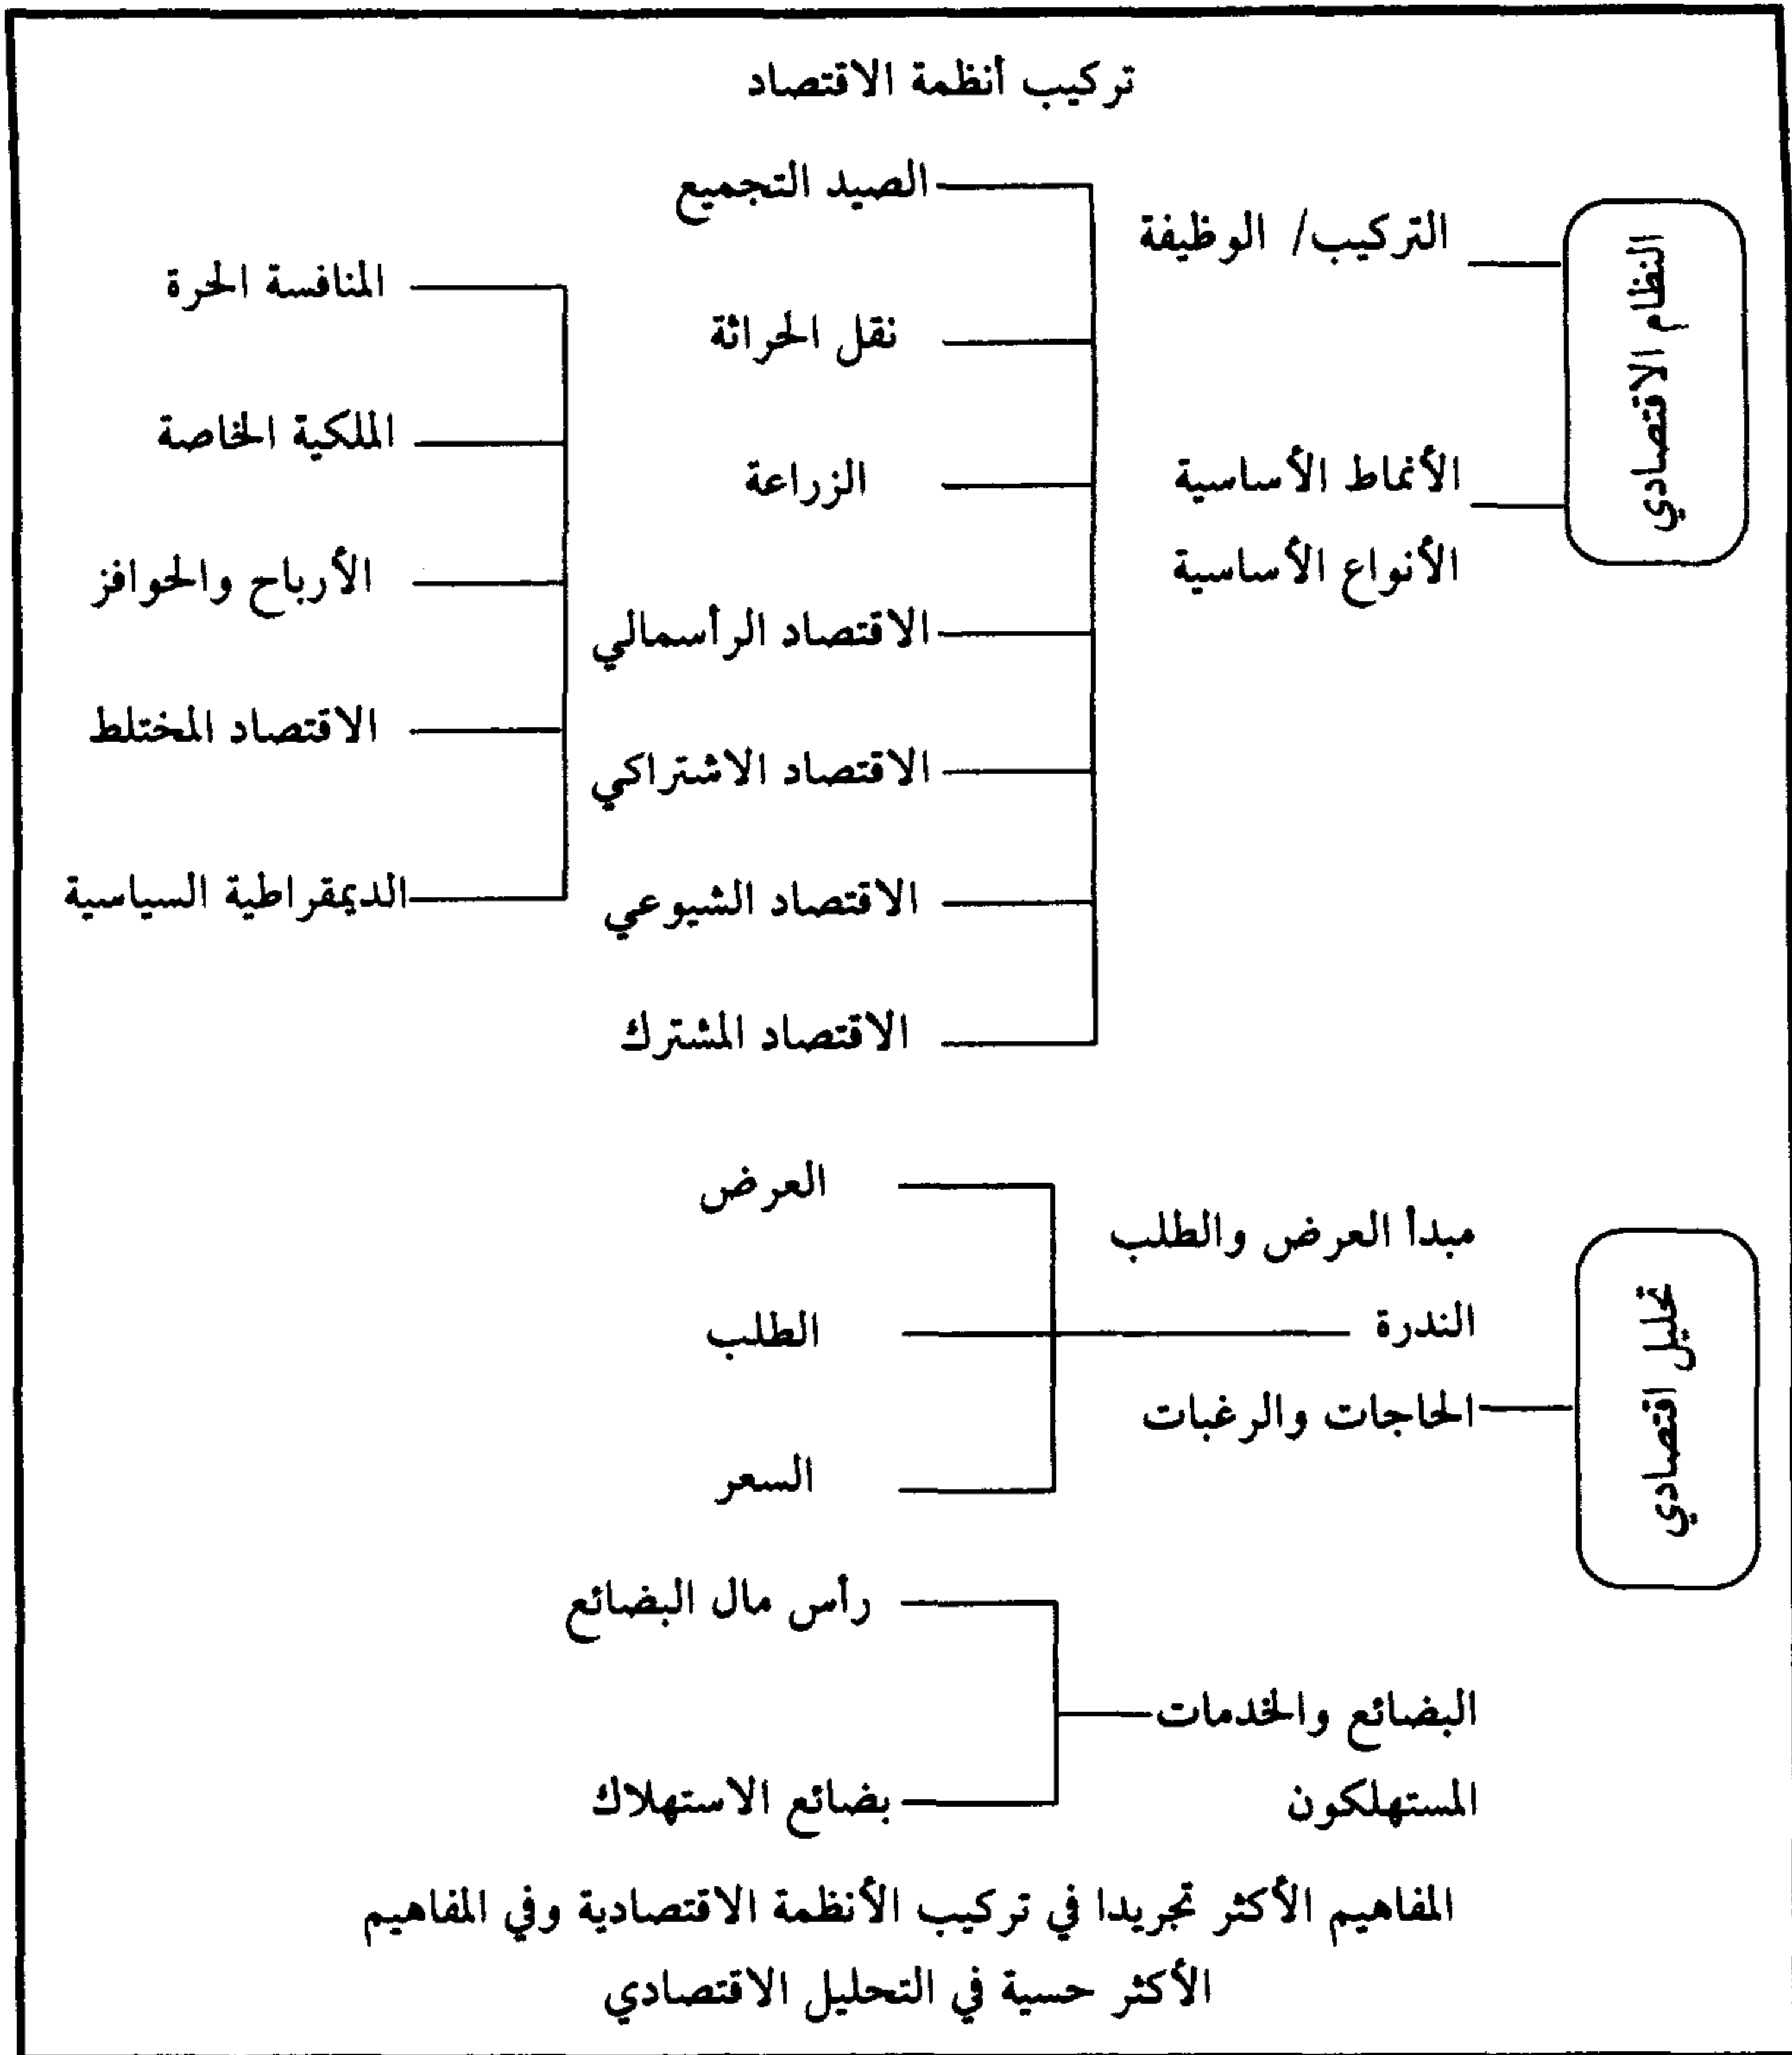 تركيب أنظمة الاقتصاد
النظام الاقتصادي
التركيب/ الوظيفة
الأنماط الأساسية
الأنواع الأساسية
الصيد التجميع
نقل الحراثة
الزراعة
الاقتصاد الرأسمالي
الاقتصاد الاشتراكي
الاقتصاد الشيوعي
الاقتصاد المشترك
المنافسة الحرة
الملكية الخاصة
الأرباح والحوافز
الاقتصاد المختلط
الديمقراطية السياسية
تحليل اقتصادي
مبدأ العرض والطلب
الندرة
الحاجات والرغبات
العرض
الطلب
السعر
البضائع والخدمات
المستهلكون
رأس مال البضائع
بضائع الاستهلاك
المفاهيم الأكثر تجريدا في تركيب الأنظمة الاقتصادية وفي المفاهيم
الأكثر حسية في التحليل الاقتصادي